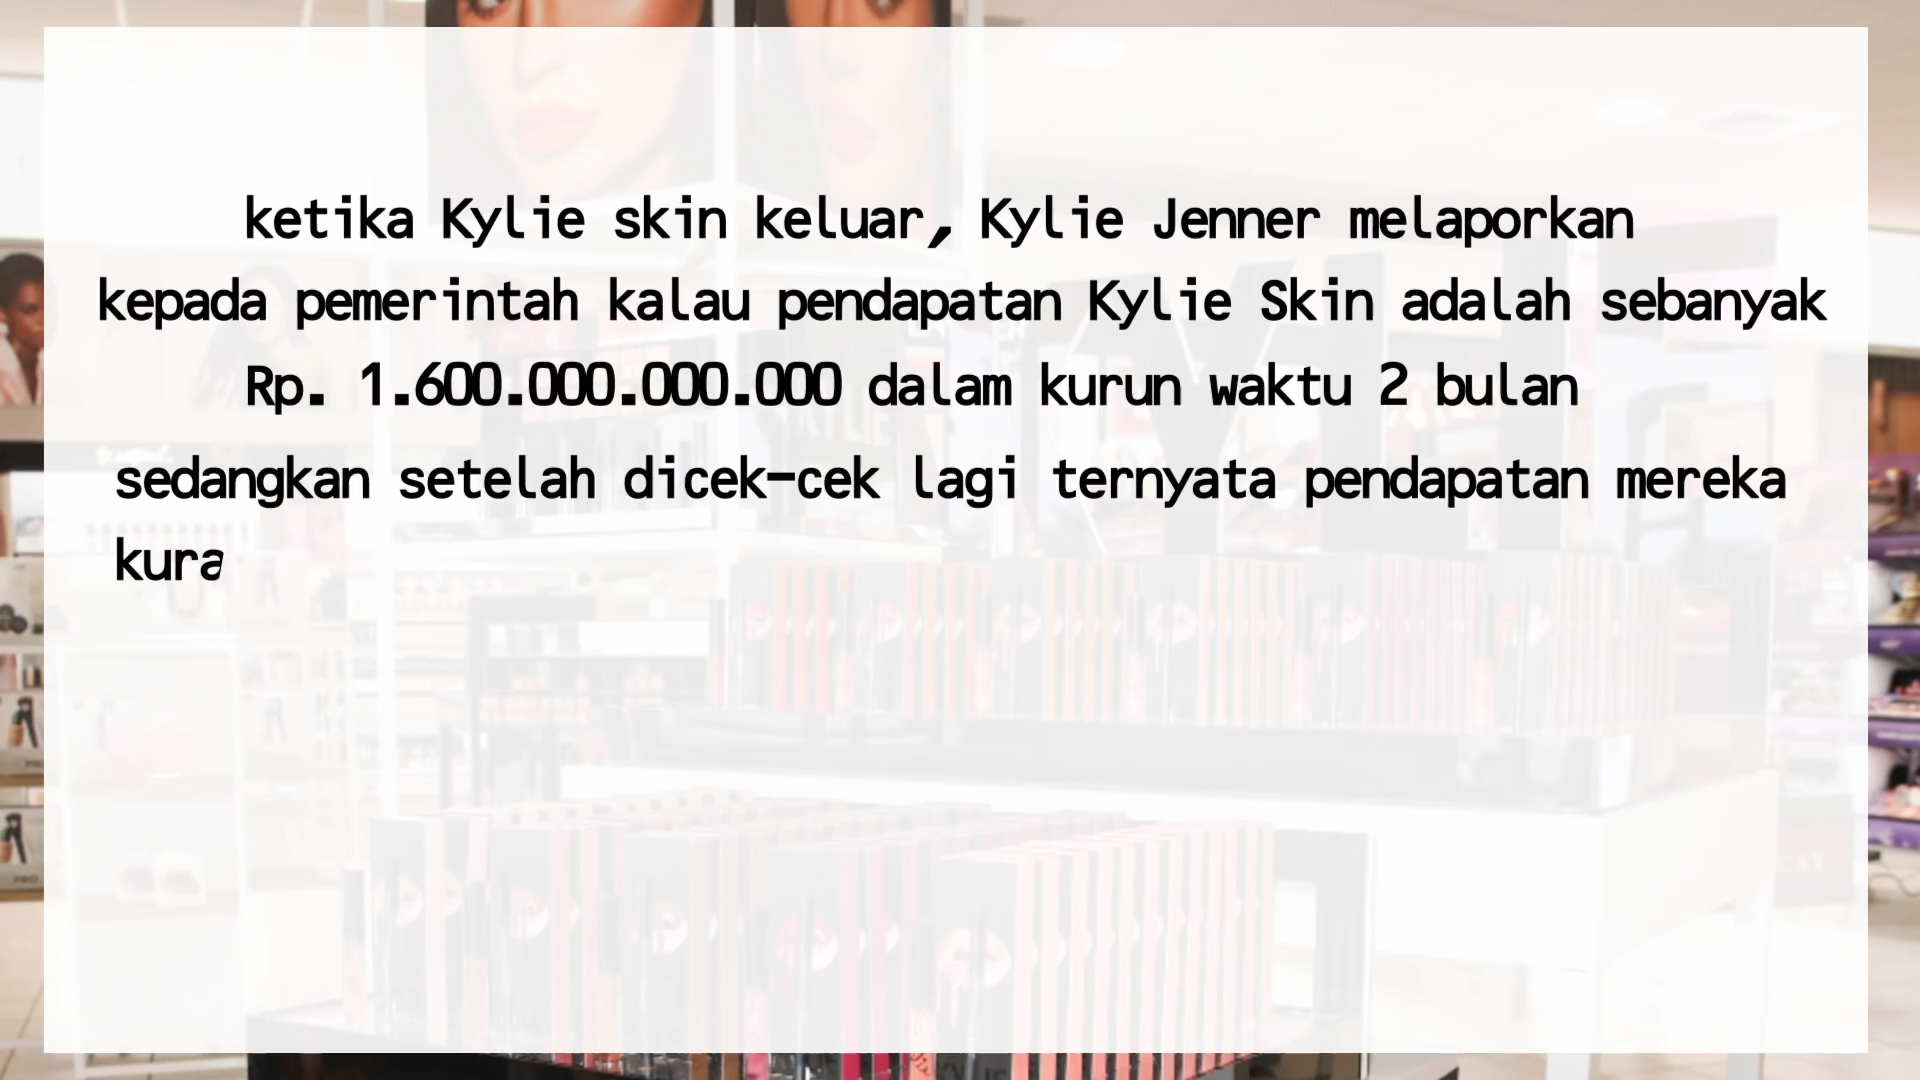 ketika Kylie skin keluar, Kylie Jenner melaporkan
kepada pemerintah kalau pendapatan Kylie Skin adalah sebanyak
Rp. 1.600.000.000.000 dalam kurun waktu 2 bulan
sedangkan setelah dicek-cek lagi ternyata pendapatan mereka
kura